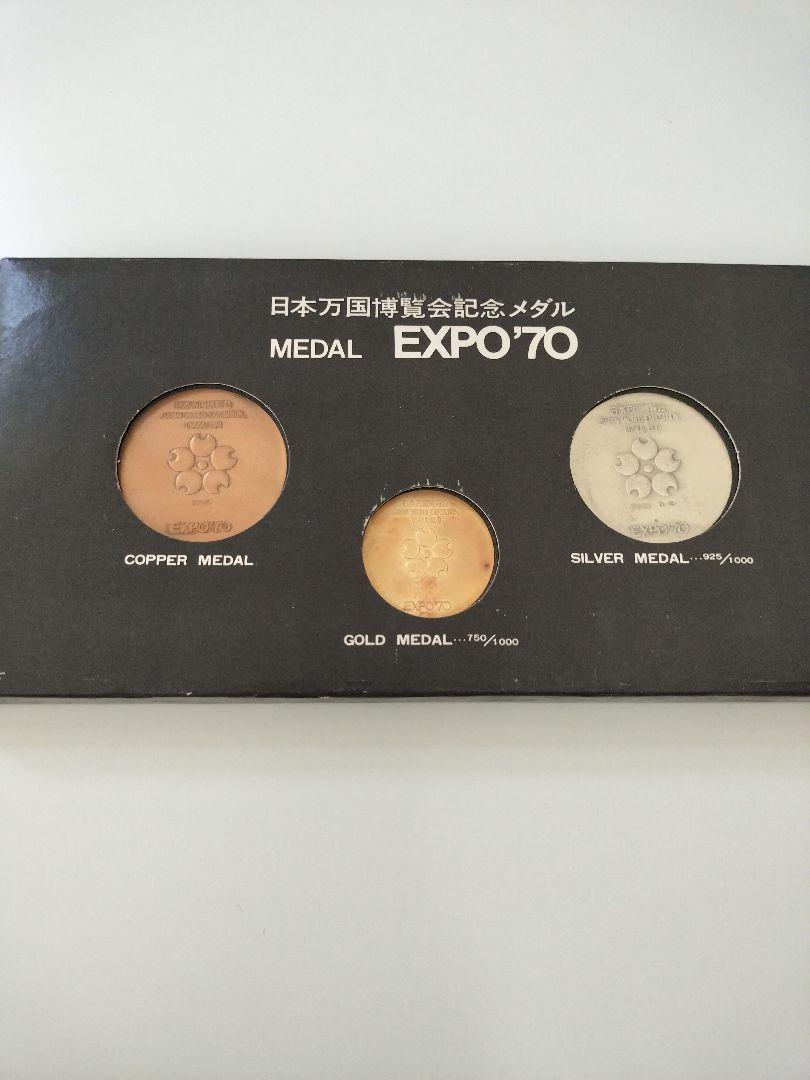 日本万国博覧会記念メダル
MEDAL EXPO'70
EXPO'70
COPPER MEDAL
EXPO'70
GOLD MEDAL...750/1000
EXPO'70
SILVER MEDAL...925/1000